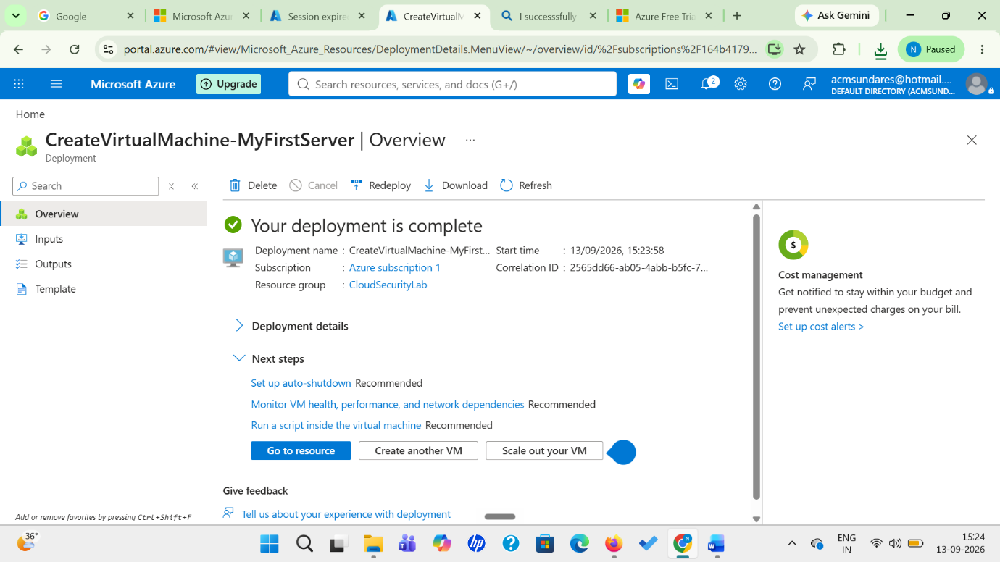 Google
Microsoft Azu
Session expire
CreateVirtualM
I successsfully
Azure Free Tria
Ask Gemini
portal.azure.com/#view/Microsoft_Azure_Resources/DeploymentDetails.MenuView/~/overview/id/%2Fsubscriptions%2F164b4179...
N Paused
Microsoft Azure
Upgrade
Search resources, services, and docs (G+/)
2
acmsundares@hotmail....
DEFAULT DIRECTORY (ACMSUND...
Home
CreateVirtualMachine-MyFirstServer | Overview ...
Deployment
Search
Delete Cancel Redeploy Download Refresh
Overview
Inputs
Outputs
Template
Your deployment is complete
Deployment name : CreateVirtualMachine-MyFirst... Start time : 13/09/2026, 15:23:58
Subscription : Azure subscription 1 Correlation ID : 2565dd66-ab05-4abb-b5fc-7...
Resource group : CloudSecurityLab
Deployment details
Next steps
Set up auto-shutdown Recommended
Monitor VM health, performance, and network dependencies Recommended
Run a script inside the virtual machine Recommended
Go to resource Create another VM Scale out your VM
Give feedback
Tell us about your experience with deployment
$
Cost management
Get notified to stay within your budget and
prevent unexpected charges on your bill.
Set up cost alerts >
Add or remove favorites by pressing Ctrl+Shift+F
36°
ENG
IN
15:24
13-09-2026